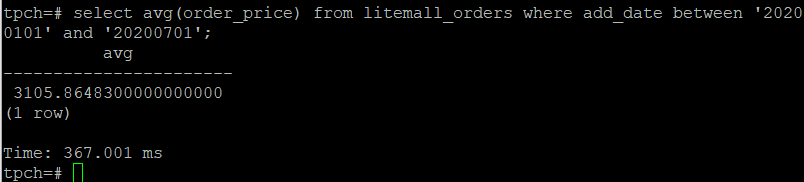 tpch=# select avg(order_price) from litemall_orders where add_date between '2020
0101' and '20200701';
avg
-----------------------
3105.8648300000000000
(1 row)
Time: 367.001 ms
tpch=#